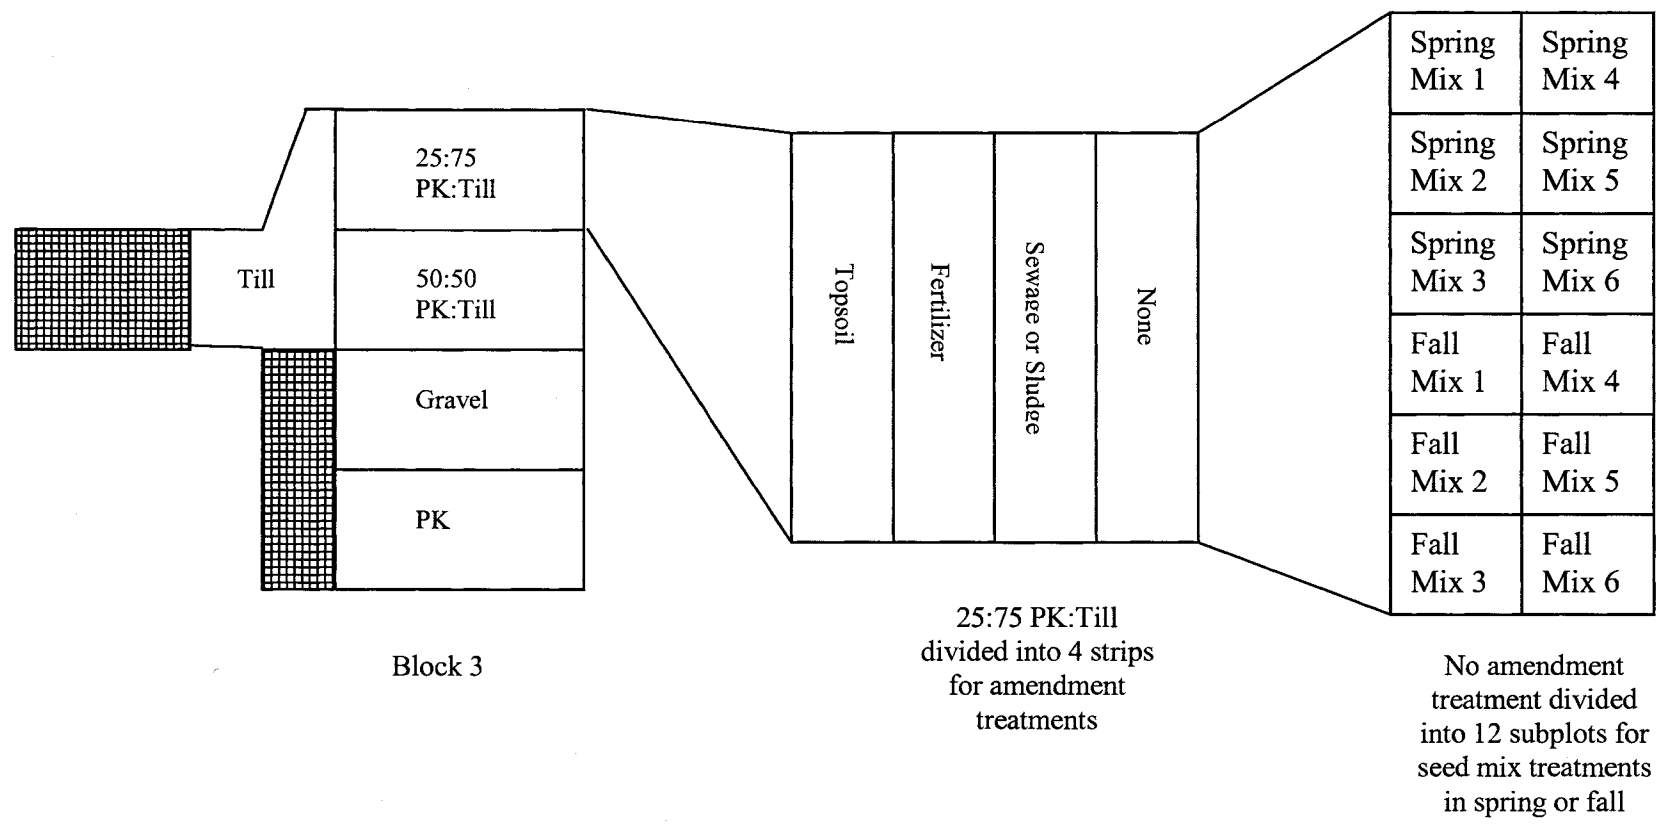 25:75
PK:Till
Till
50:50
PK:Till
Gravel
PK
Block 3
Topsoil
Fertilizer
Sewage or Sludge
None
25:75 PK:Till
divided into 4 strips
for amendment
treatments
Spring
Mix 1
Spring
Mix 4
Spring
Mix 2
Spring
Mix 5
Spring
Mix 3
Spring
Mix 6
Fall
Mix 1
Fall
Mix 4
Fall
Mix 2
Fall
Mix 5
Fall
Mix 3
Fall
Mix 6
No amendment
treatment divided
into 12 subplots for
seed mix treatments
in spring or fall